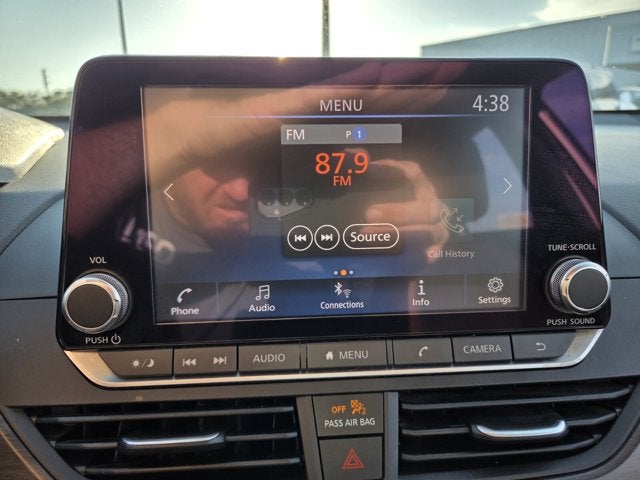 MENU 4:38
FM P 1
87.9
FM
Source
Call History
Phone Audio Connections Info Settings
VOL
PUSH
TUNE·SCROLL
PUSH SOUND
AUDIO MENU CAMERA
OFF 2
PASS AIR BAG